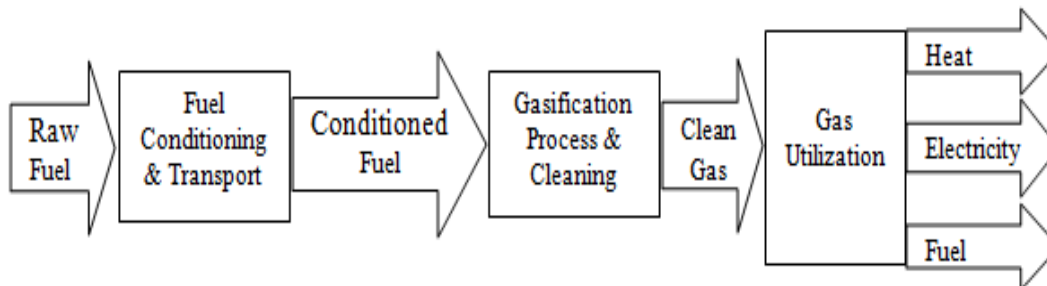 Raw
Fuel
Fuel
Conditioning
& Transport
Conditioned
Fuel
Gasification
Process &
Cleaning
Clean
Gas
Gas
Utilization
Heat
Electricity
Fuel